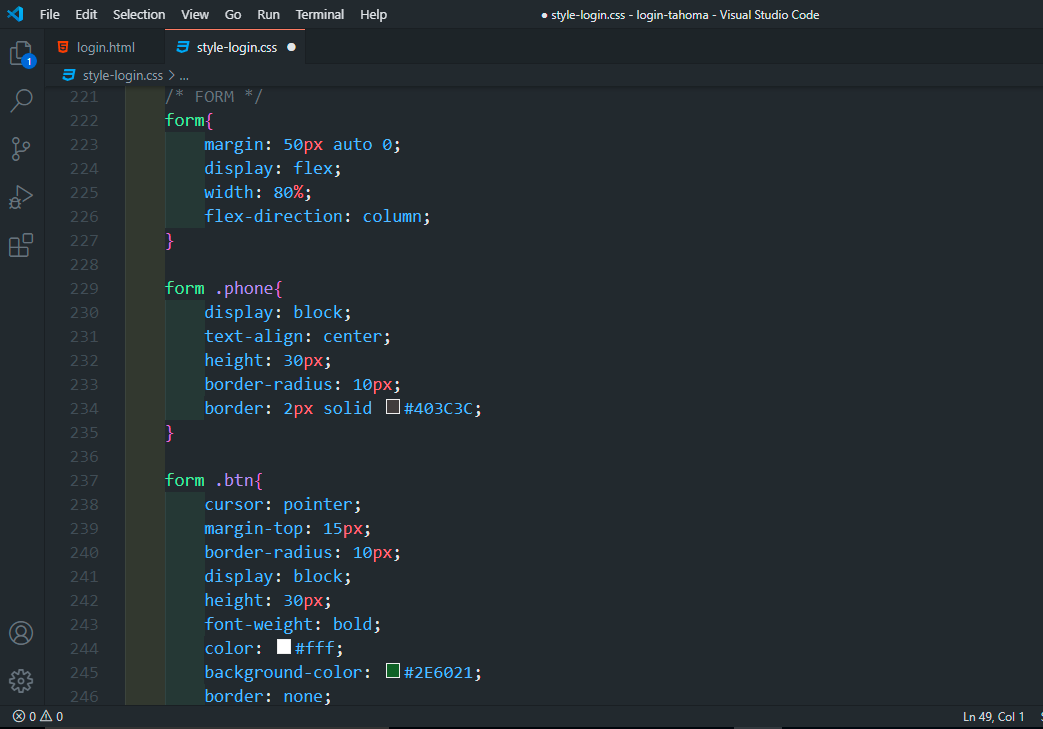 File Edit Selection View Go Run Terminal Help ● style-login.css - login-tahoma - Visual Studio Code
login.html style-login.css ●
1
style-login.css > ...
221 /* FORM */
222 form{
223 margin: 50px auto 0;
224 display: flex;
225 width: 80%;
226 flex-direction: column;
227 }
228
229 form .phone{
230 display: block;
231 text-align: center;
232 height: 30px;
233 border-radius: 10px;
234 border: 2px solid #403C3C;
235 }
236
237 form .btn{
238 cursor: pointer;
239 margin-top: 15px;
240 border-radius: 10px;
241 display: block;
242 height: 30px;
243 font-weight: bold;
244 color: #fff;
245 background-color: #2E6021;
246 border: none;
0 0 Ln 49, Col 1